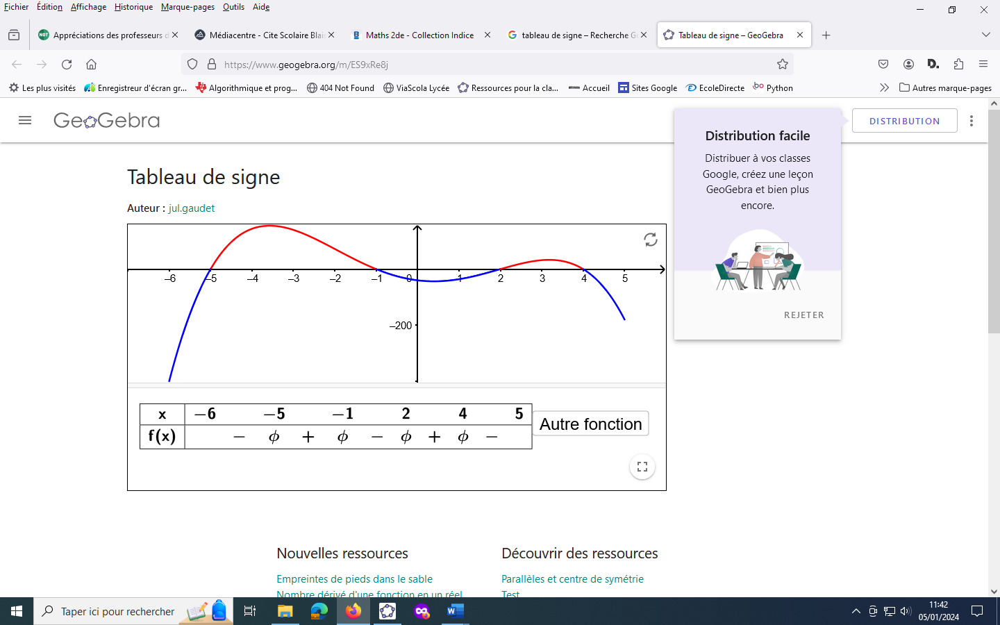 Fichier Édition Affichage Historique Marque-pages Outils Aide
Appréciations des professeurs d Médiacentre - Cite Scolaire Blais Maths 2de - Collection Indice tableau de signe – Recherche Go Tableau de signe – GeoGebra
https://www.geogebra.org/m/ES9xRe8j
Les plus visités Enregistreur d'écran gr... Algorithmique et prog... 404 Not Found ViaScola Lycée Ressources pour la cla... Accueil Sites Google EcoleDirecte Python Autres marque-pages
GeoGebra
DISTRIBUTION
Distribution facile
Distribuer à vos classes
Google, créez une leçon
GeoGebra et bien plus
encore.
REJETER
Tableau de signe
Auteur : jul.gaudet
–6 –5 –4 –3 –2 –1 0 1 2 3 4 5
–200
x −6 −5 −1 2 4 5
f(x) − ϕ + ϕ − ϕ + ϕ −
Autre fonction
Nouvelles ressources
Empreintes de pieds dans le sable
Nombre dérivé d'une fonction en un réel
Découvrir des ressources
Parallèles et centre de symétrie
Test
Taper ici pour rechercher
11:42
05/01/2024